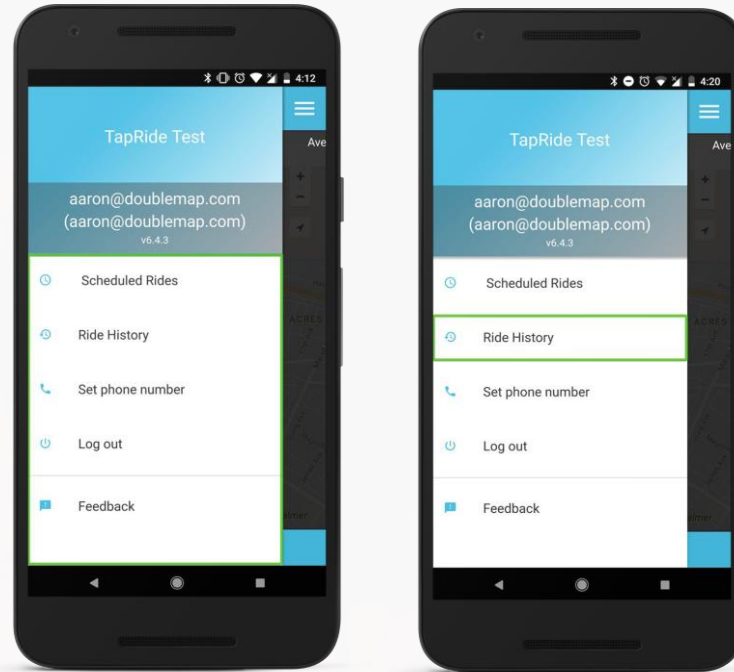 4:12
TapRide Test
Ave
aaron@doublemap.com
(aaron@doublemap.com)
v6.4.3
Scheduled Rides
ACRES
Ride History
Set phone number
Log out
Feedback
4:20
TapRide Test
Ave
aaron@doublemap.com
(aaron@doublemap.com)
v6.4.3
Scheduled Rides
ACRES
Ride History
Set phone number
Log out
Feedback